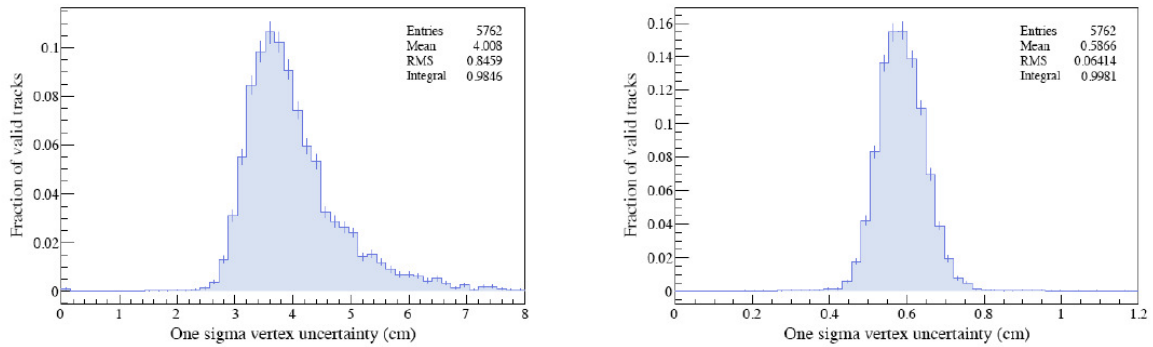 Entries 5762
Mean 4.008
RMS 0.8459
Integral 0.9846
0.1
0.08
0.06
0.04
0.02
0
Fraction of valid tracks
0 1 2 3 4 5 6 7 8
One sigma vertex uncertainty (cm)
Entries 5762
Mean 0.5866
RMS 0.06414
Integral 0.9981
0.16
0.14
0.12
0.1
0.08
0.06
0.04
0.02
0
Fraction of valid tracks
0 0.2 0.4 0.6 0.8 1 1.2
One sigma vertex uncertainty (cm)